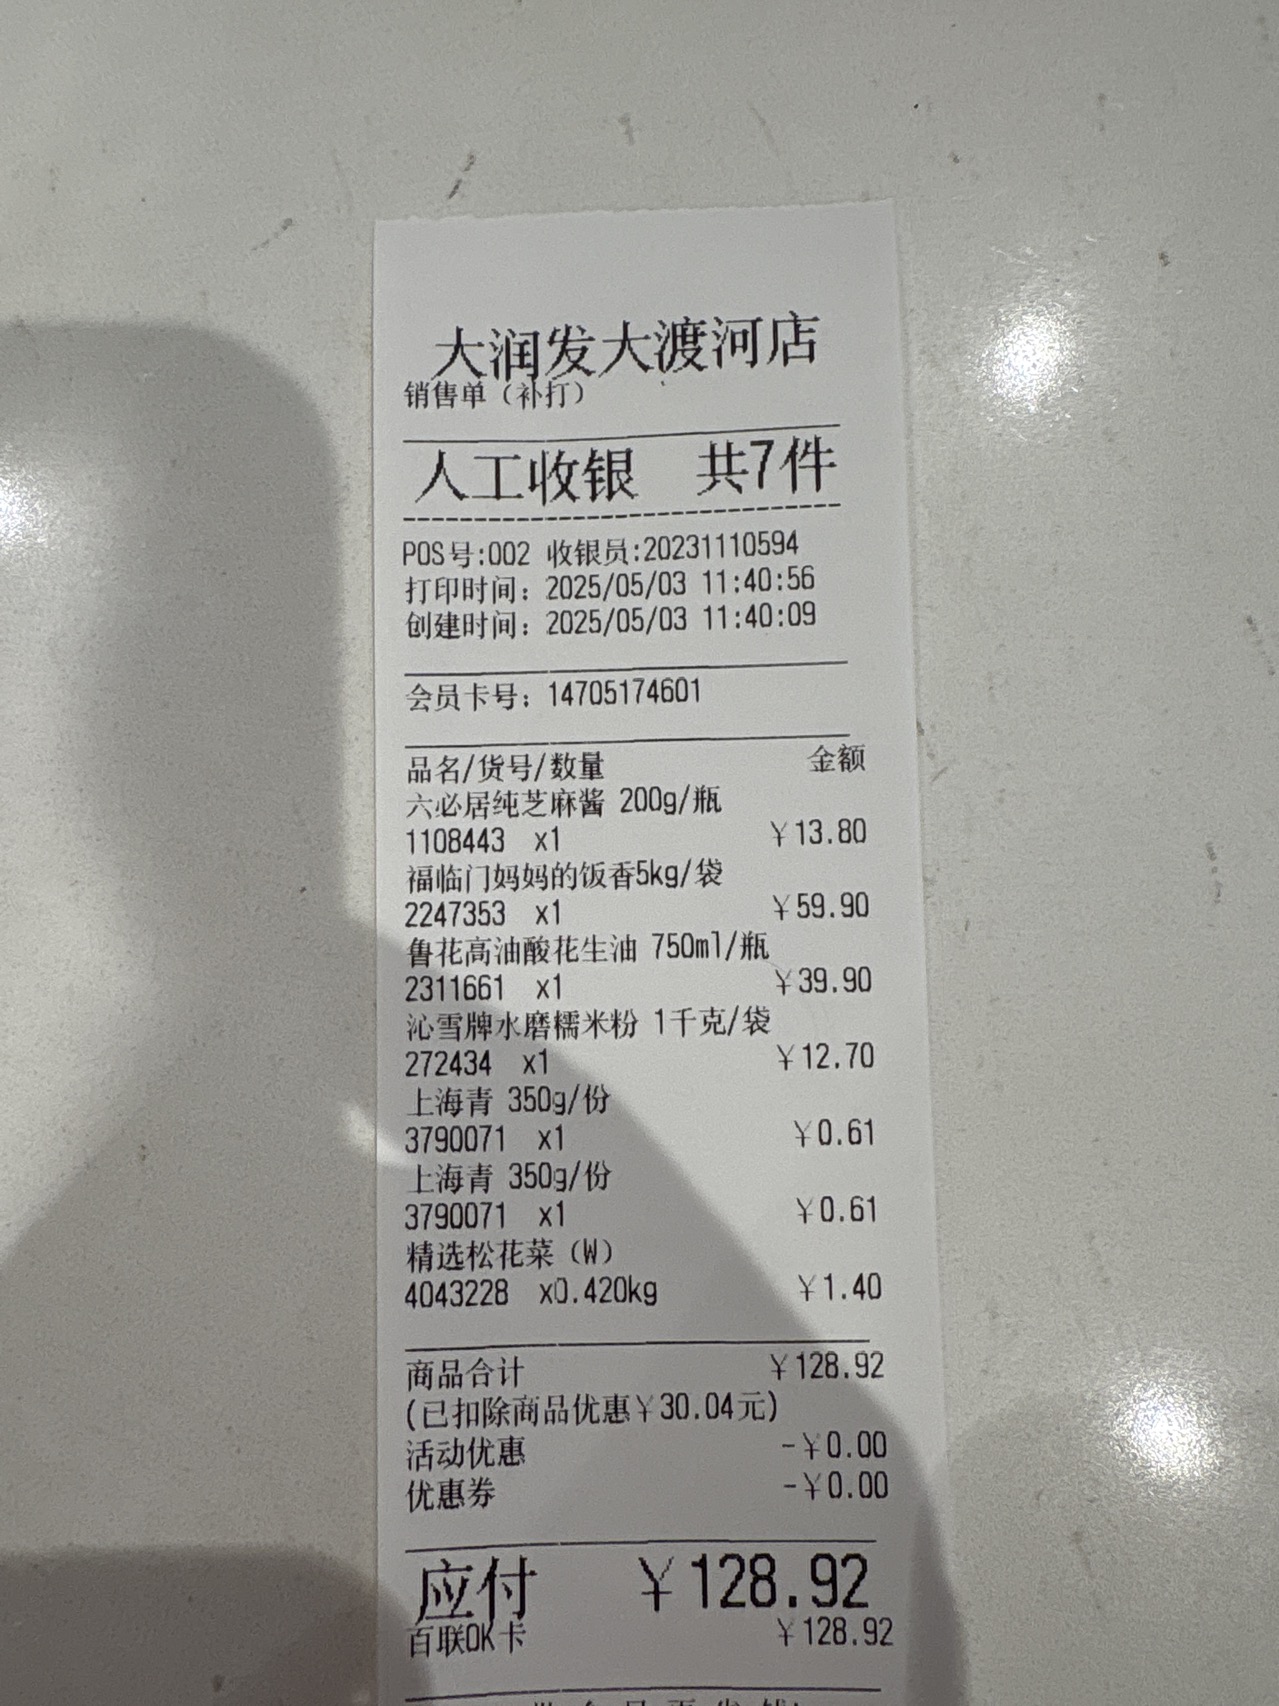 大润发大渡河店
销售单（补打）
人工收银 共7件
POS号:002 收银员:20231110594
打印时间：2025/05/03 11:40:56
创建时间：2025/05/03 11:40:09
会员卡号：14705174601
品名/货号/数量 金额
六必居纯芝麻酱 200g/瓶
1108443 x1 ￥13.80
福临门妈妈的饭香5kg/袋
2247353 x1 ￥59.90
鲁花高油酸花生油 750ml/瓶
2311661 x1 ￥39.90
沁雪牌水磨糯米粉 1千克/袋
272434 x1 ￥12.70
上海青 350g/份
3790071 x1 ￥0.61
上海青 350g/份
3790071 x1 ￥0.61
精选松花菜（W）
4043228 x0.420kg ￥1.40
商品合计 ￥128.92
(已扣除商品优惠￥30.04元)
活动优惠 -￥0.00
优惠券 -￥0.00
应付 ￥128.92
百联OK卡 ￥128.92